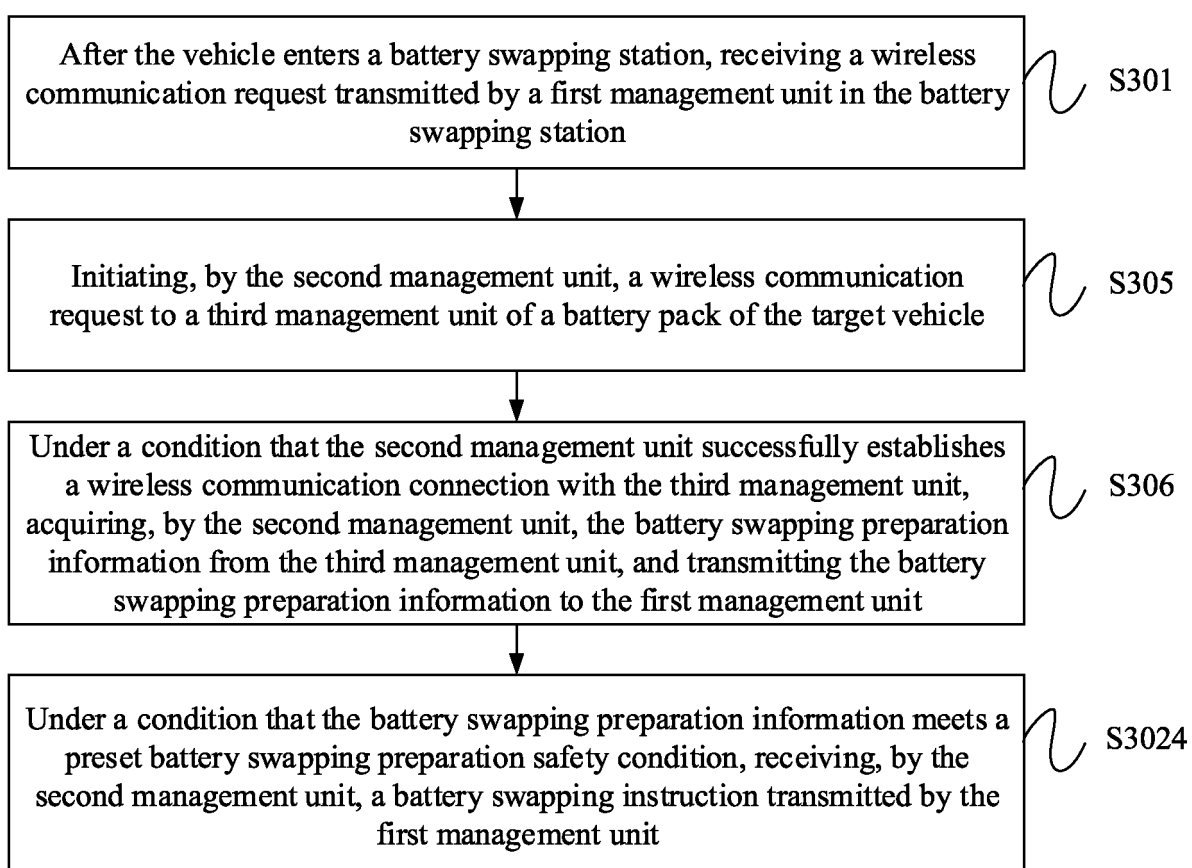 After the vehicle enters a battery swapping station, receiving a wireless
communication request transmitted by a first management unit in the battery
swapping station
S301
Initiating, by the second management unit, a wireless communication
request to a third management unit of a battery pack of the target vehicle
S305
Under a condition that the second management unit successfully establishes
a wireless communication connection with the third management unit,
acquiring, by the second management unit, the battery swapping preparation
information from the third management unit, and transmitting the battery
swapping preparation information to the first management unit
S306
Under a condition that the battery swapping preparation information meets a
preset battery swapping preparation safety condition, receiving, by the
second management unit, a battery swapping instruction transmitted by the
first management unit
S3024